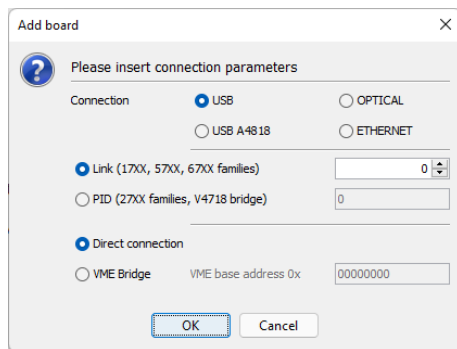 Add board
Please insert connection parameters
Connection USB OPTICAL
USB A4818 ETHERNET
Link (17XX, 57XX, 67XX families) 0
PID (27XX families, V4718 bridge) 0
Direct connection
VME Bridge VME base address 0x 00000000
OK Cancel